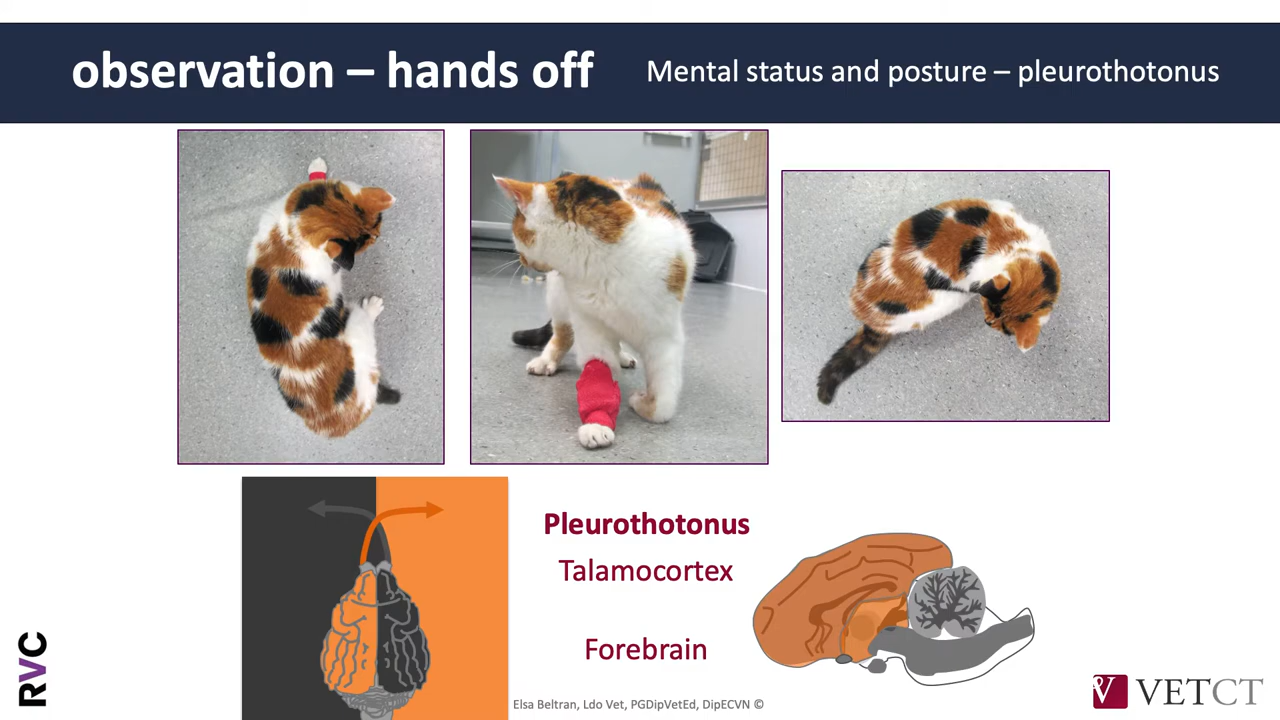 observation – hands off
Mental status and posture – pleurothotonus
Pleurothotonus
Talamocortex
Forebrain
RVC
Elsa Beltran, Ldo Vet, PGDipVetEd, DipECVN ©
VETCT